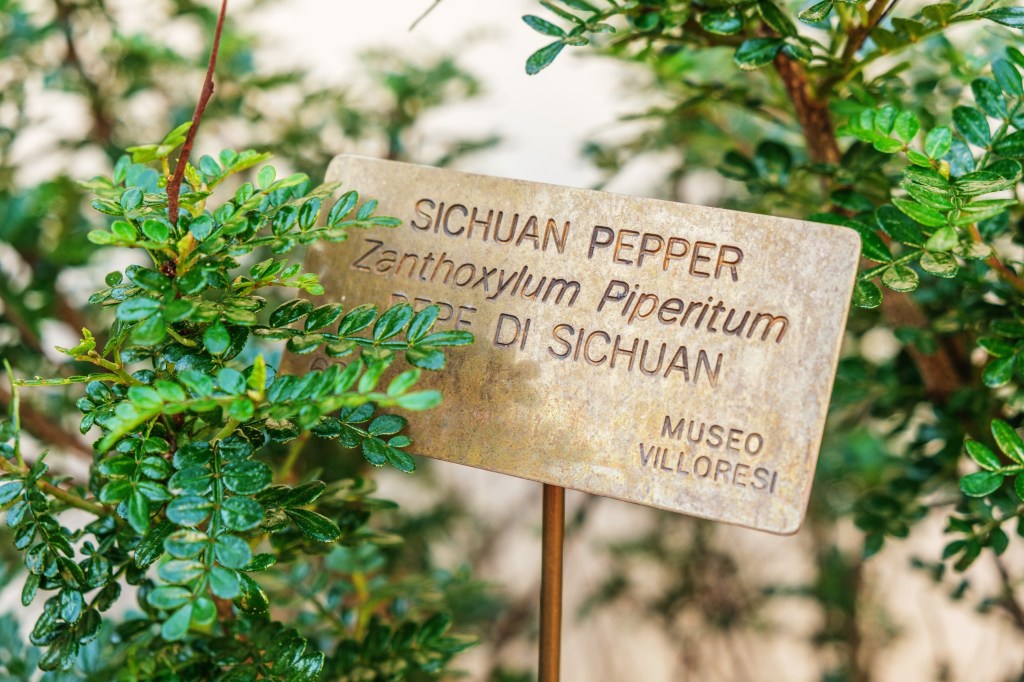 SICHUAN PEPPER
Zanthoxylum Piperitum
PEPE DI SICHUAN
MUSEO
VILLORESI